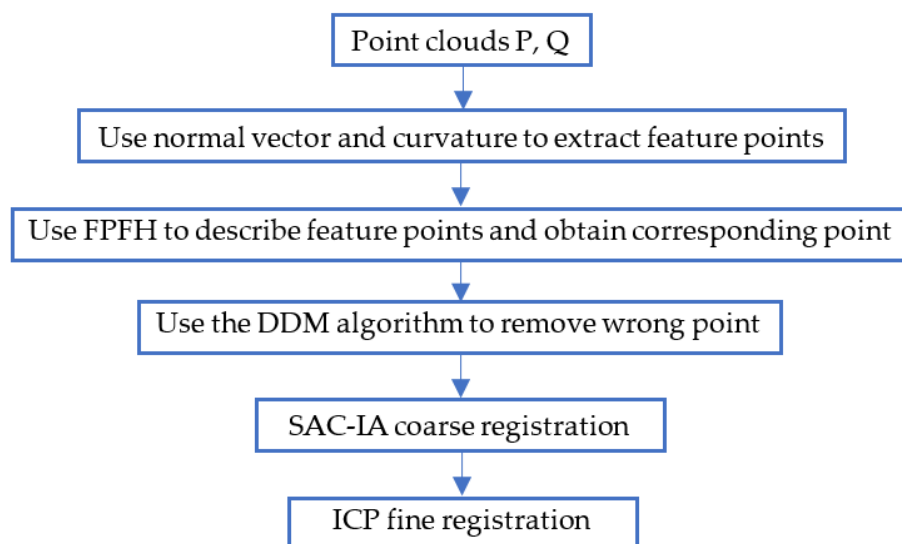 Point clouds P, Q
Use normal vector and curvature to extract feature points
Use FPFH to describe feature points and obtain corresponding point
Use the DDM algorithm to remove wrong point
SAC-IA coarse registration
ICP fine registration